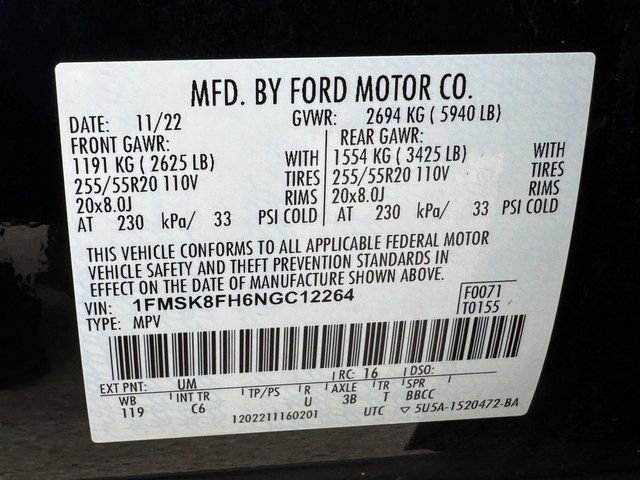 MFD. BY FORD MOTOR CO.
DATE: 11/22 GVWR: 2694 KG ( 5940 LB)
FRONT GAWR: REAR GAWR:
1191 KG ( 2625 LB) WITH 1554 KG ( 3425 LB) WITH
255/55R20 110V TIRES 255/55R20 110V TIRES
20x8.0J RIMS 20x8.0J RIMS
AT 230 kPa/ 33 PSI COLD AT 230 kPa/ 33 PSI COLD
THIS VEHICLE CONFORMS TO ALL APPLICABLE FEDERAL MOTOR
VEHICLE SAFETY AND THEFT PREVENTION STANDARDS IN
EFFECT ON THE DATE OF MANUFACTURE SHOWN ABOVE.
VIN: 1FMSK8FH6NGC12264 F0071
TYPE: MPV T0155
EXT PNT: UM RC: 16 DSO:
WB INT TR TP/PS R AXLE TR SPR
119 C6 U 3B T BBCC
1202211160201 UTC ▽ 5U5A-1520472-BA